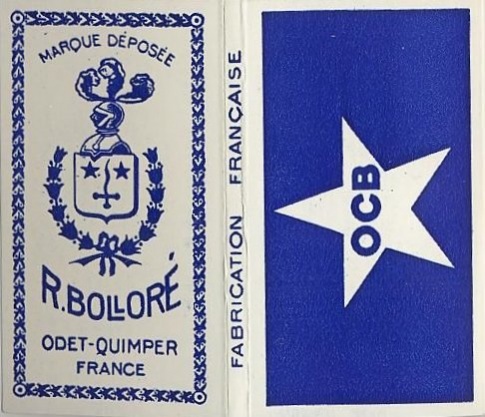 MARQUE DÉPOSÉE
R. BOLLORÉ
ODET-QUIMPER
FRANCE
FABRICATION FRANÇAISE
OCB